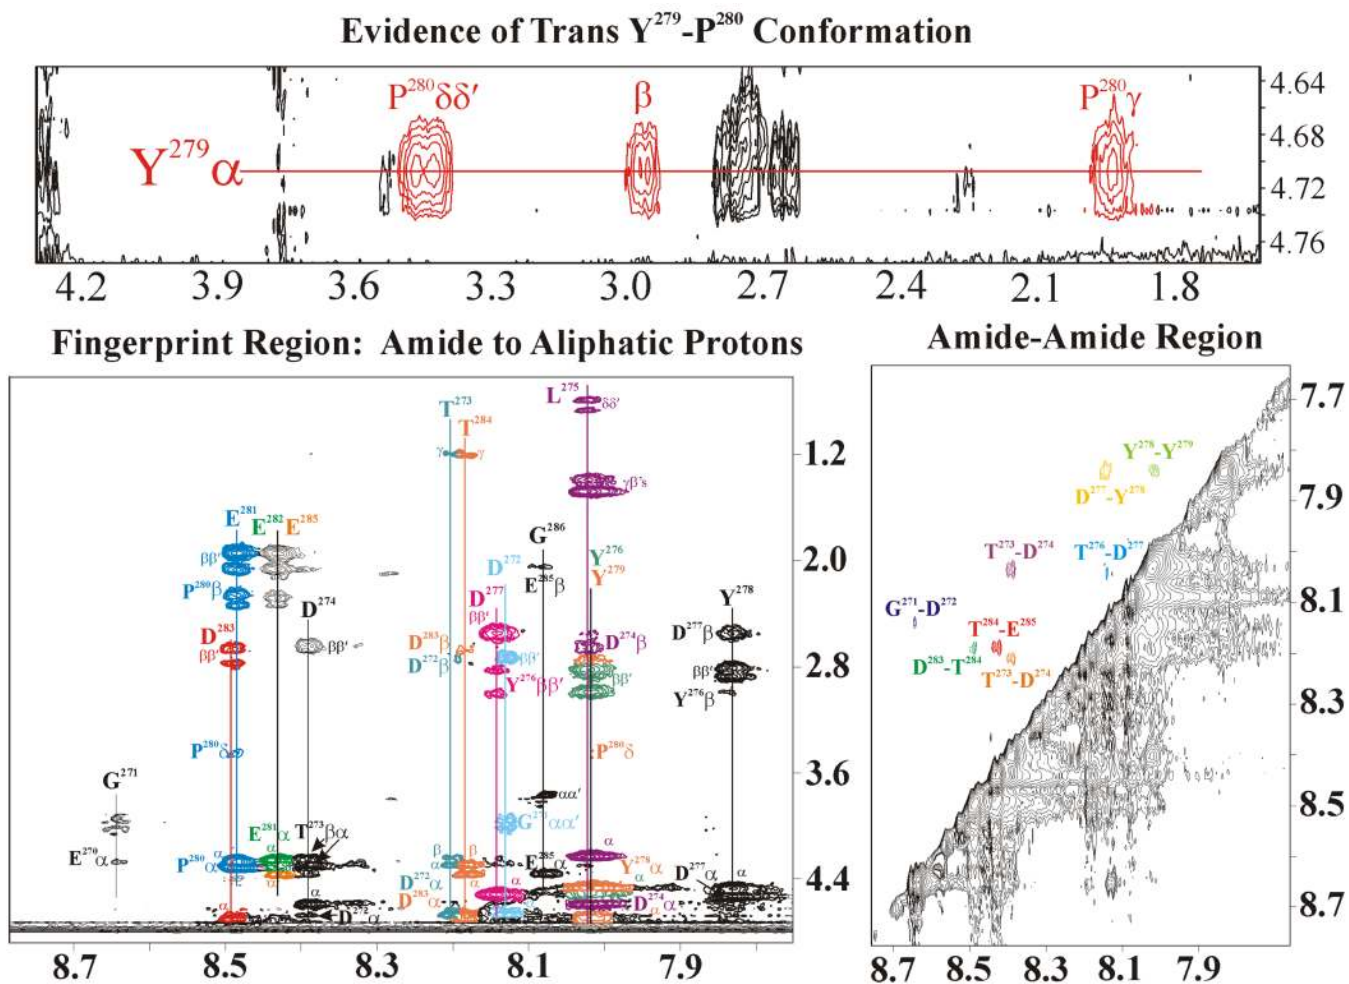 Evidence of Trans Y²⁷⁹-P²⁸⁰ Conformation
P²⁸⁰δδ′ β P²⁸⁰γ
Y²⁷⁹α
4.64
4.68
4.72
4.76
4.2 3.9 3.6 3.3 3.0 2.7 2.4 2.1 1.8
Fingerprint Region: Amide to Aliphatic Protons
T²⁷³
T²⁸⁴
L²⁷⁵
δδ′
γ γ
γβ's
1.2
E²⁸¹
E²⁸² E²⁸⁵
G²⁸⁶
D²⁷²
Y²⁷⁶
Y²⁷⁹
2.0
ββ′
E²⁸⁵β
P²⁸⁰β
D²⁷⁴
D²⁷⁷
Y²⁷⁸
ββ′
D²⁸³
ββ′
ββ′
D²⁸³β
D²⁷²β
ββ′
D²⁷⁴β
D²⁷⁷β
Y²⁷⁶ββ′
ββ′
ββ′
Y²⁷⁶β
2.8
P²⁸⁰δ
P²⁸⁰δ
3.6
G²⁷¹
αα′
G²⁷¹αα′
E²⁷⁰α
E²⁸¹α
T²⁷³βα
P²⁸⁰α
α
α
α
β β
α α
E²⁸⁵α
α
Y²⁷⁸α
D²⁷⁷α
4.4
D²⁷²α
D²⁸³α
α
α
D²⁷⁴α
α
α
α
D²⁷²α
8.7 8.5 8.3 8.1 7.9
Amide-Amide Region
7.7
Y²⁷⁸-Y²⁷⁹
D²⁷⁷-Y²⁷⁸
7.9
T²⁷³-D²⁷⁴ T²⁷⁶-D²⁷⁷
8.1
G²⁷¹-D²⁷²
T²⁸⁴-E²⁸⁵
D²⁸³-T²⁸⁴
T²⁷³-D²⁷⁴
8.3
8.5
8.7
8.7 8.5 8.3 8.1 7.9